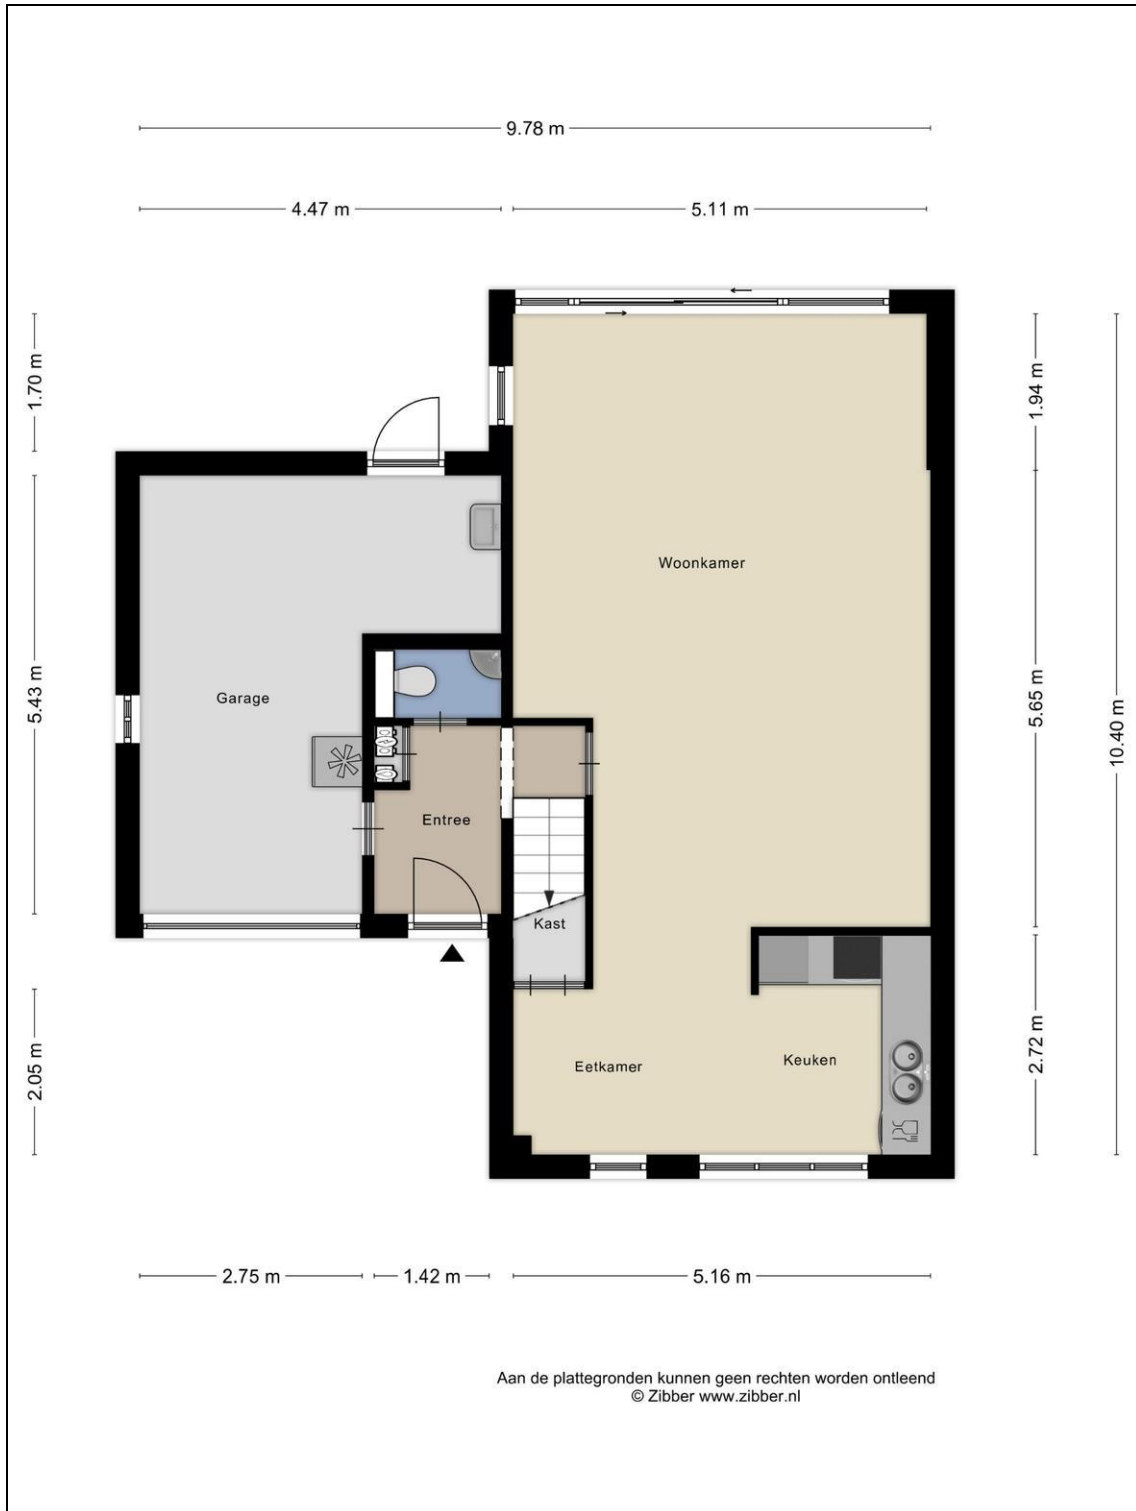 9.78 m
4.47 m
5.11 m
1.70 m
1.94 m
Woonkamer
5.43 m
Garage
5.65 m
10.40 m
Entree
Kast
2.05 m
Eetkamer
Keuken
2.72 m
2.75 m
1.42 m
5.16 m
Aan de plattegronden kunnen geen rechten worden ontleend
© Zibber www.zibber.nl